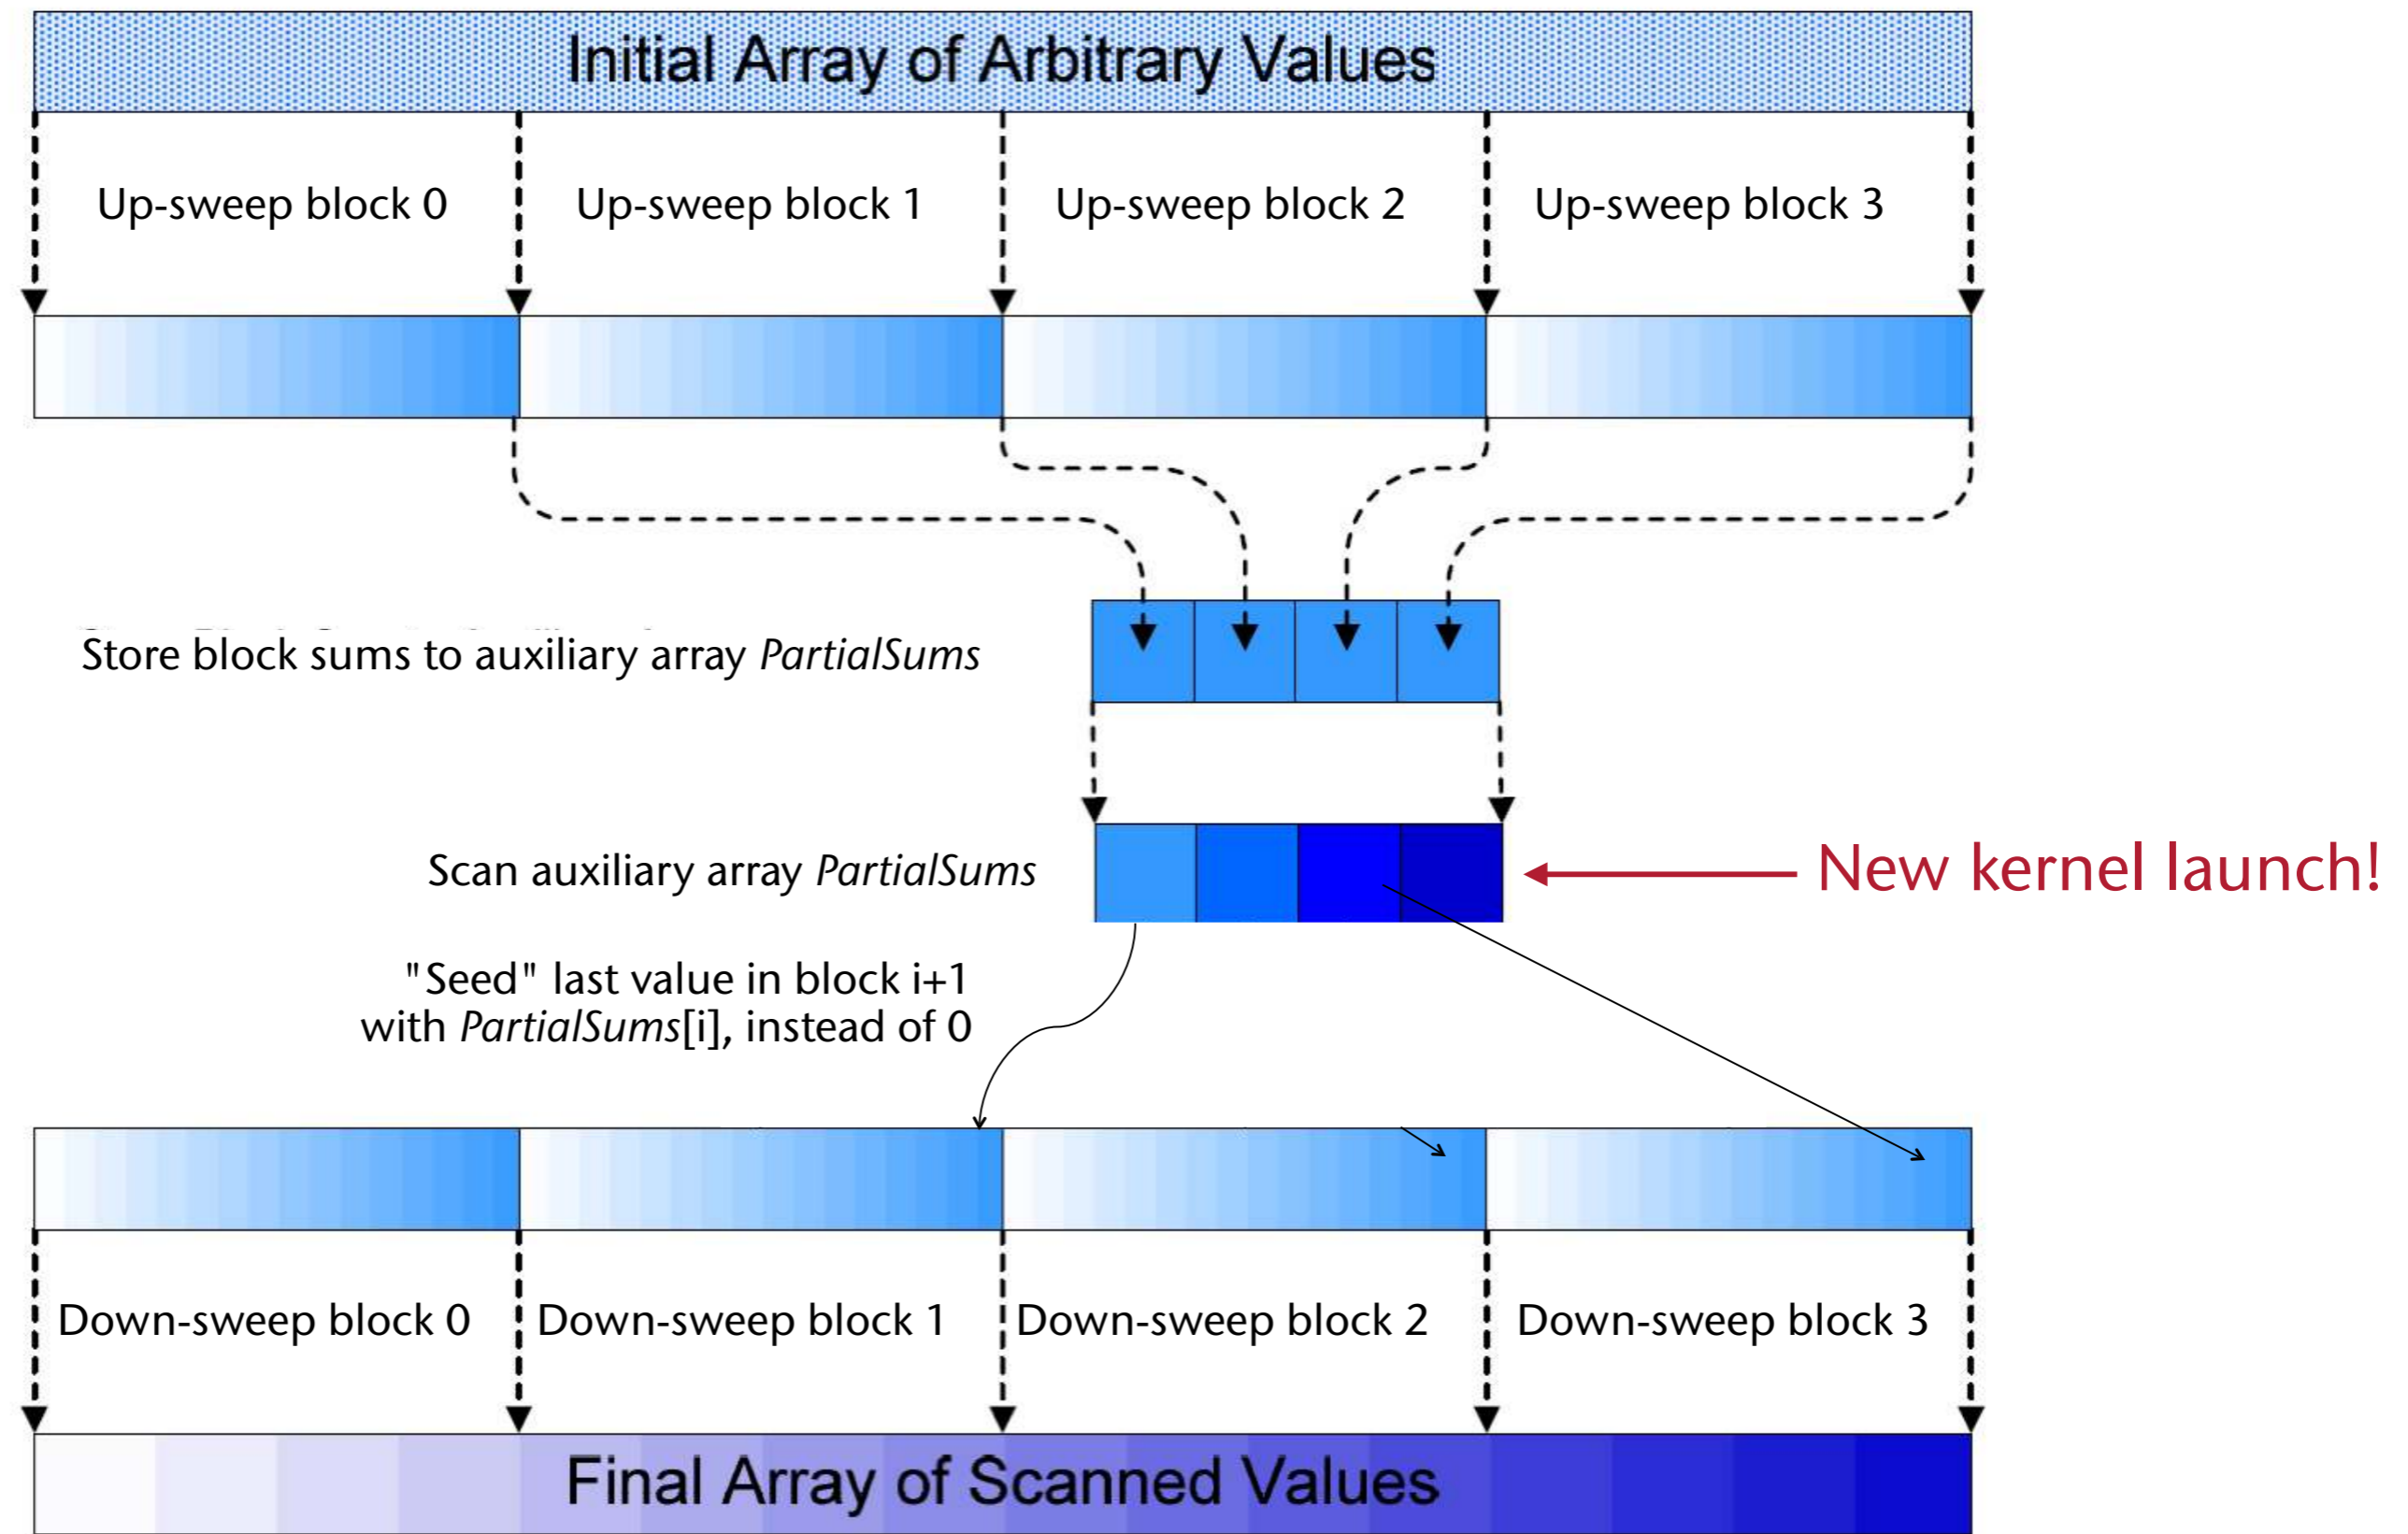 Initial Array of Arbitrary Values
Up-sweep block 0
Up-sweep block 1
Up-sweep block 2
Up-sweep block 3
Store block sums to auxiliary array PartialSums
Scan auxiliary array PartialSums
New kernel launch!
"Seed" last value in block i+1
with PartialSums[i], instead of 0
Down-sweep block 0
Down-sweep block 1
Down-sweep block 2
Down-sweep block 3
Final Array of Scanned Values